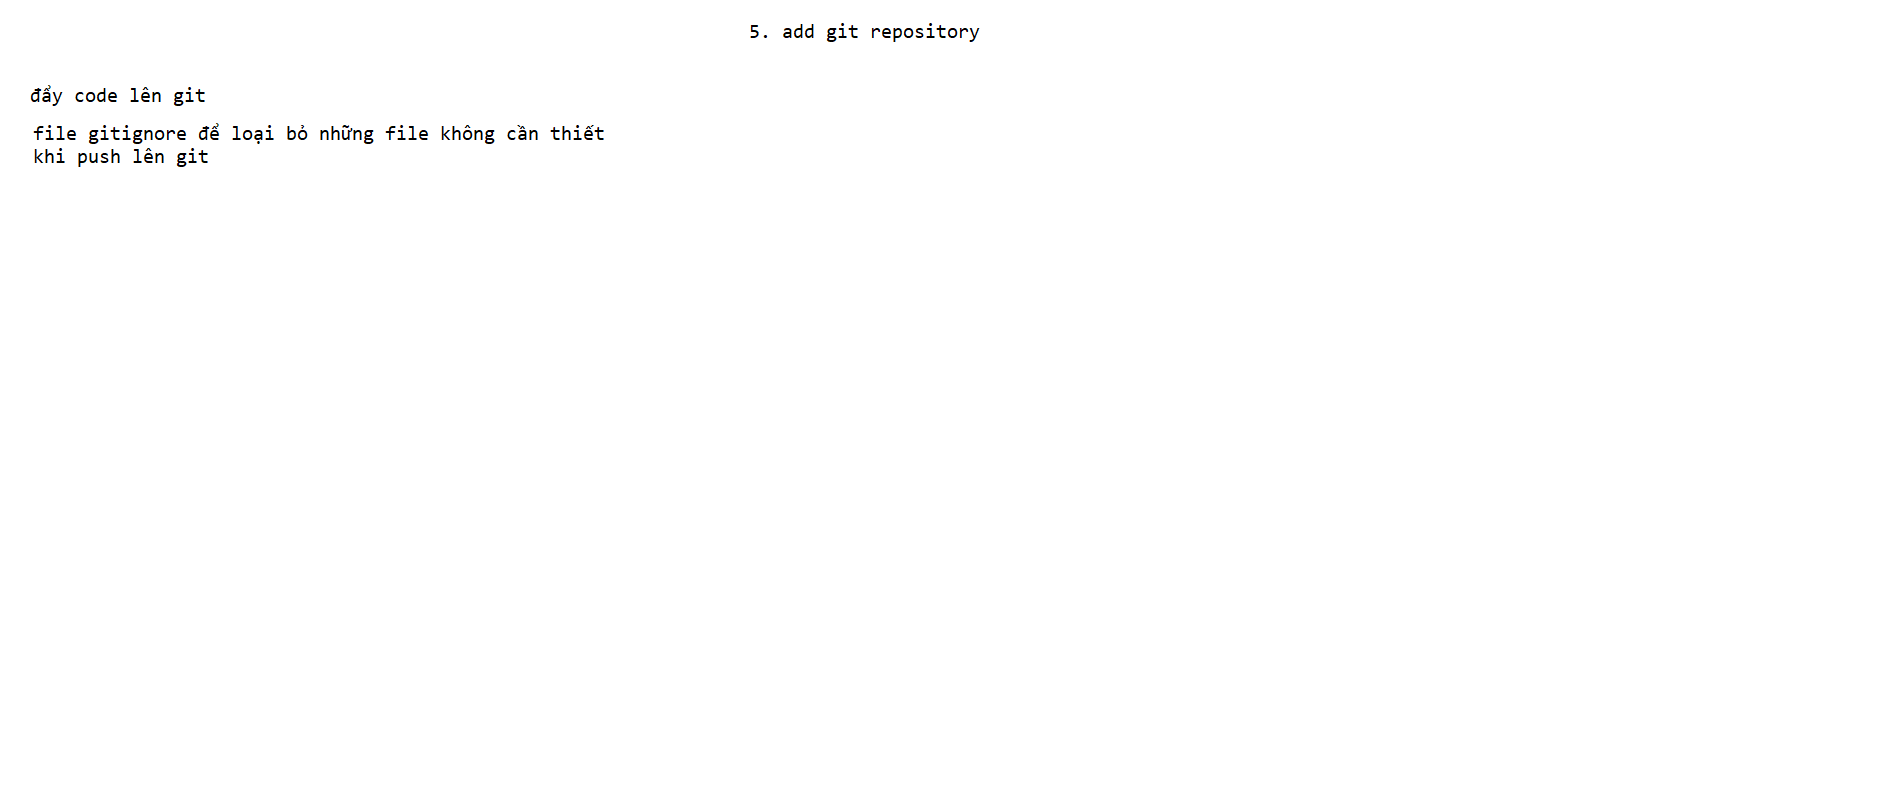 5. add git repository
đẩy code lên git
file gitignore để loại bỏ những file không cần thiết
khi push lên git